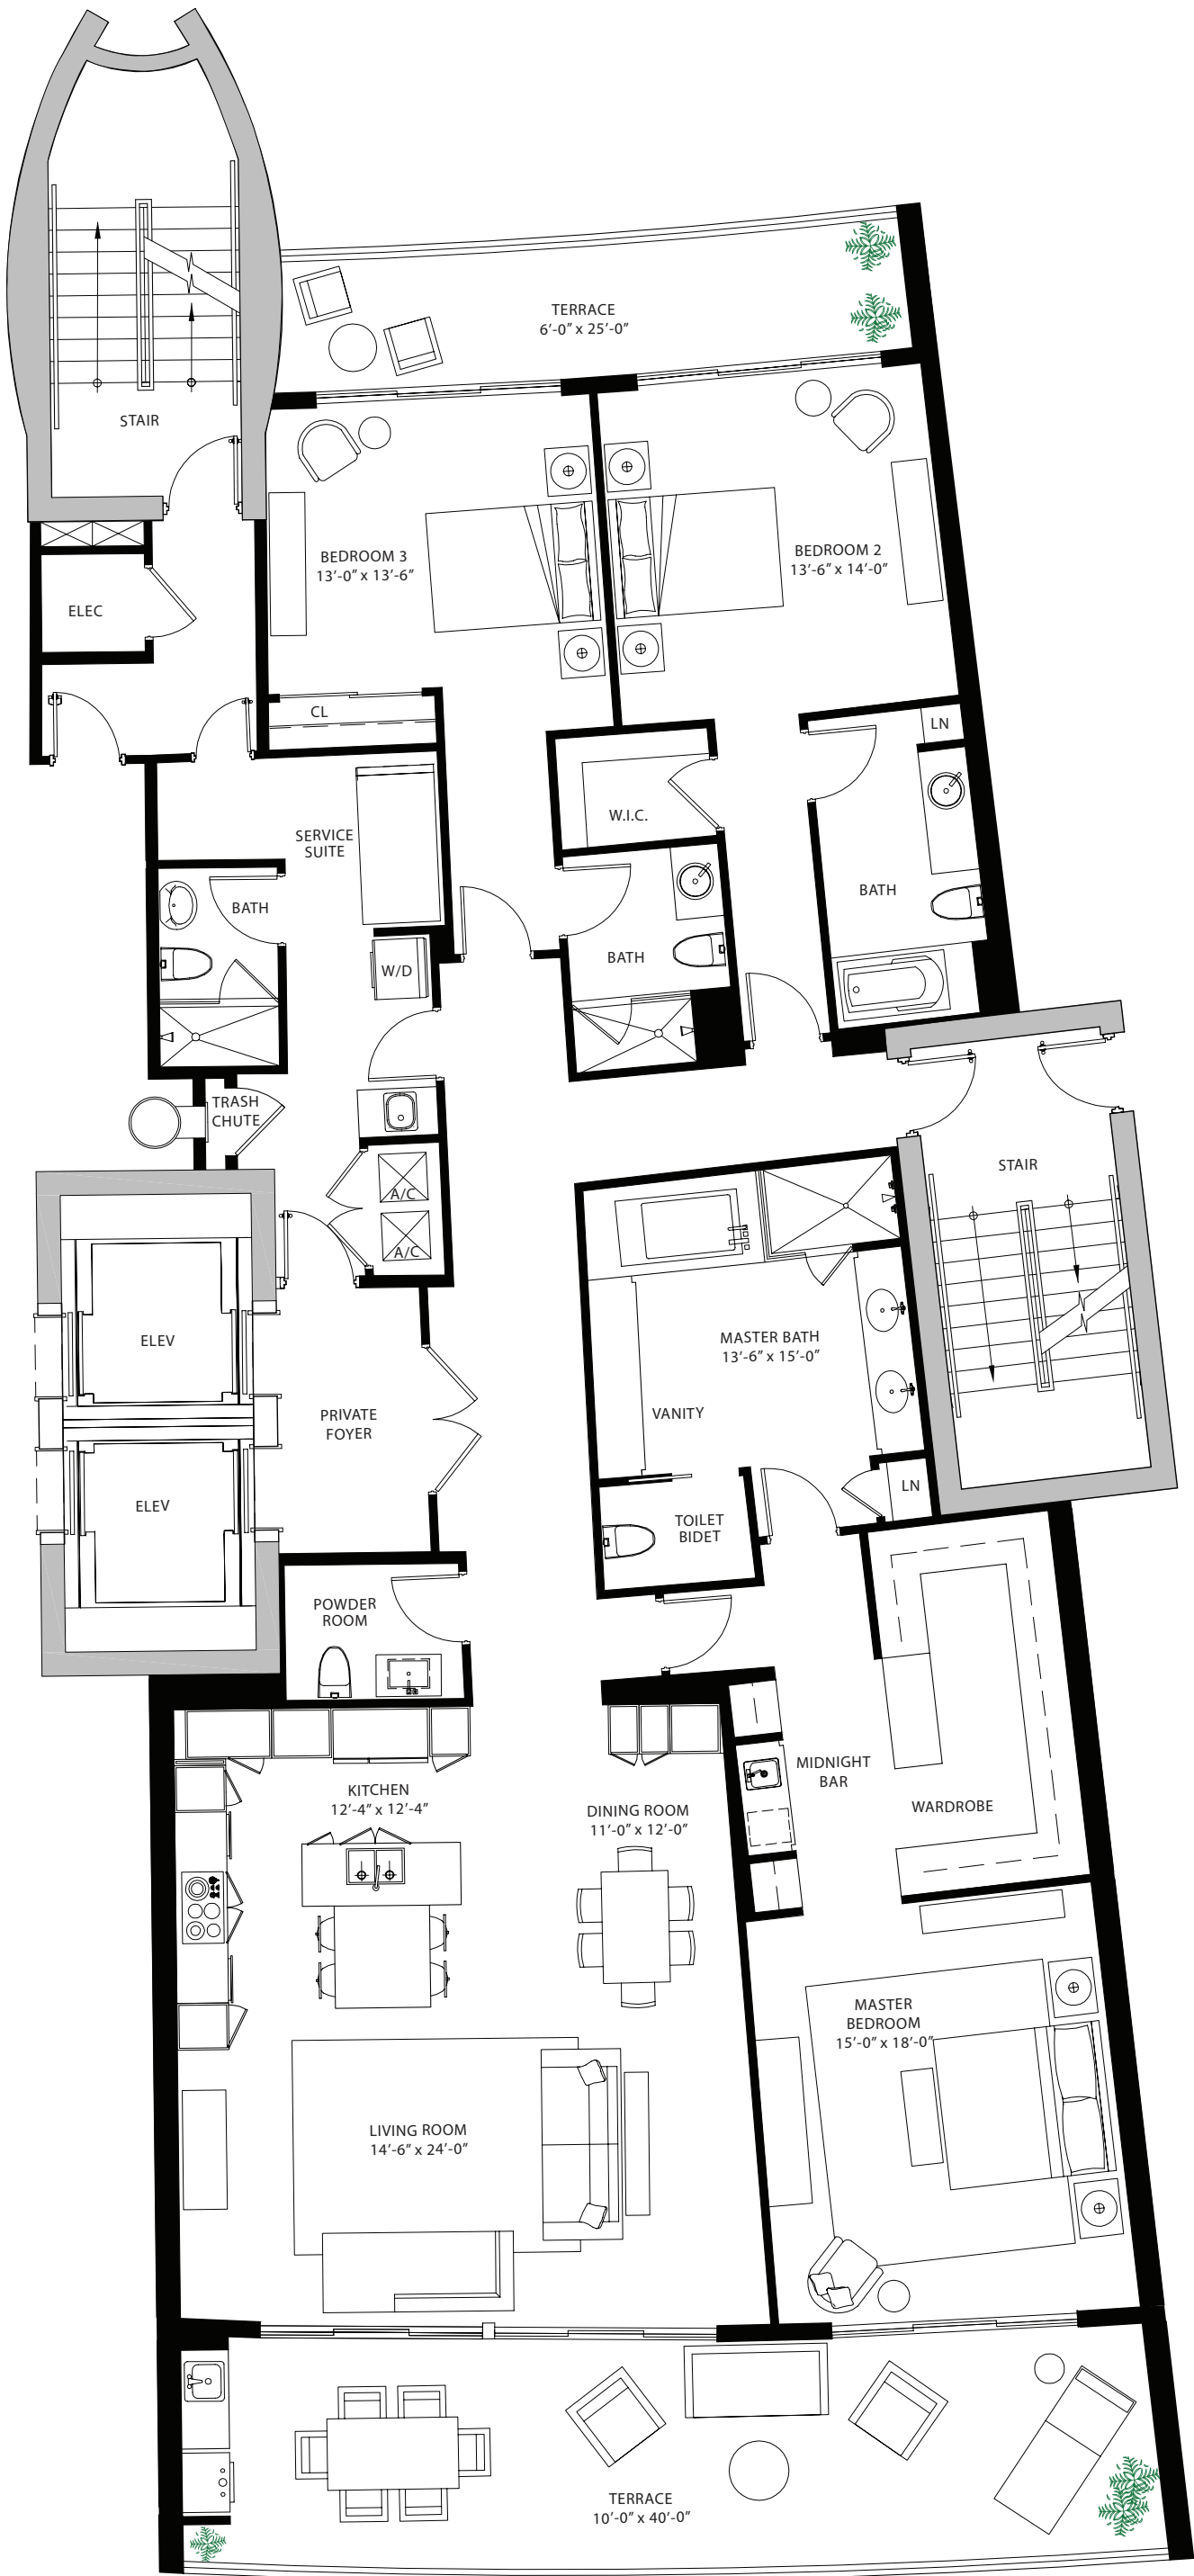 TERRACE
6'-0" x 25'-0"
STAIR
BEDROOM 3
13'-0" x 13'-6"
BEDROOM 2
13'-6" x 14'-0"
ELEC
CL
LN
W.I.C.
SERVICE
SUITE
BATH
BATH
BATH
W/D
TRASH
CHUTE
A/C
A/C
STAIR
ELEV
MASTER BATH
13'-6" x 15'-0"
PRIVATE
FOYER
VANITY
ELEV
LN
TOILET
BIDET
POWDER
ROOM
MIDNIGHT
BAR
KITCHEN
12'-4" x 12'-4"
DINING ROOM
11'-0" x 12'-0"
WARDROBE
MASTER
BEDROOM
15'-0" x 18'-0"
LIVING ROOM
14'-6" x 24'-0"
TERRACE
10'-0" x 40'-0"